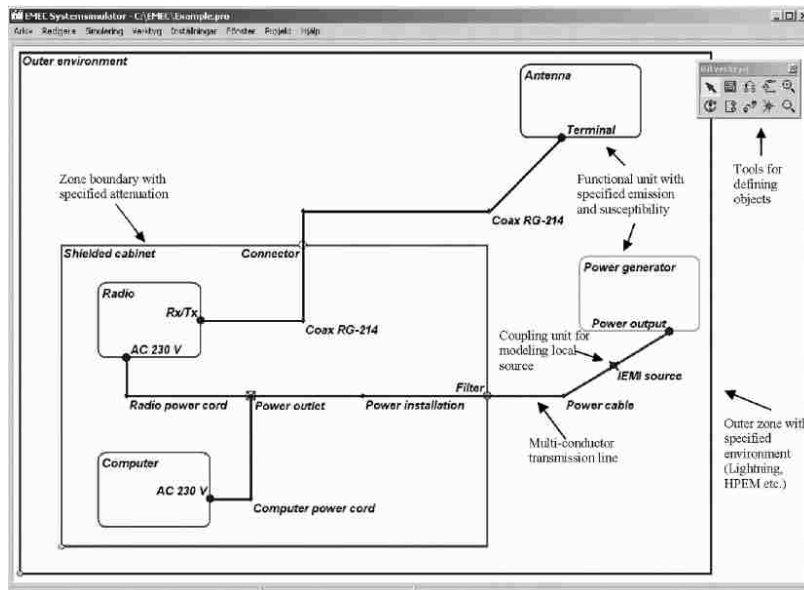 EMEC Systemsimulator - C:\EMEC\Example.pro
Arkiv Redigera Simulering Verktyg Inställningar Fönster Projekt Hjälp
Outer environment
Antenna
Terminal
Zone boundary with
specified attenuation
Functional unit with
specified emission
and susceptibility
Tools for
defining
objects
Coax RG-214
Shielded cabinet
Connector
Power generator
Radio
Rx/Tx
Power output
Coax RG-214
Coupling unit for
modeling local
source
AC 230 V
IEMI source
Filter
Radio power cord
Power outlet
Power installation
Power cable
Outer zone with
specified
environment
(Lightning,
HPEM etc.)
Multi-conductor
transmission line
Computer
AC 230 V
Computer power cord